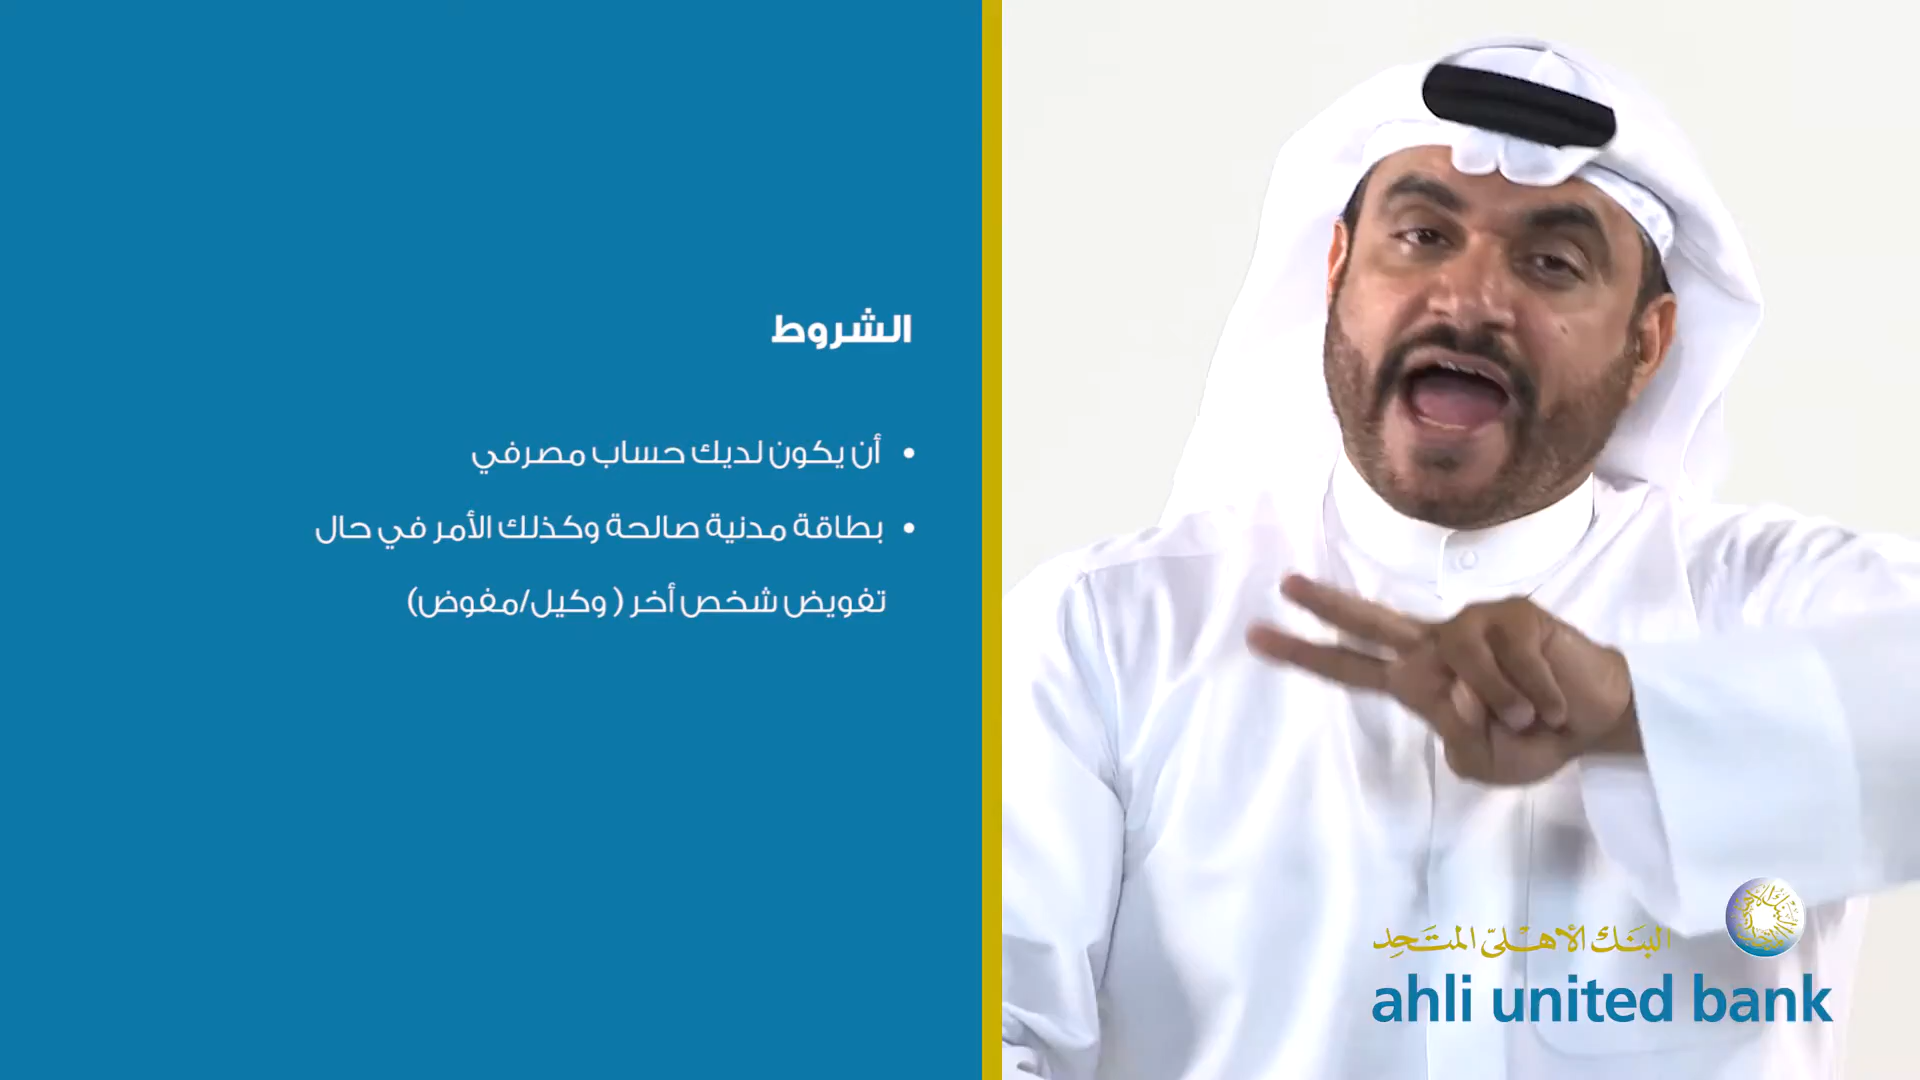 الشروط
• أن يكون لديك حساب مصرفي
• بطاقة مدنية صالحة وكذلك الأمر في حال
تفويض شخص أخر ( وكيل/مفوض)
البنك الأهلي المتحد
ahli united bank